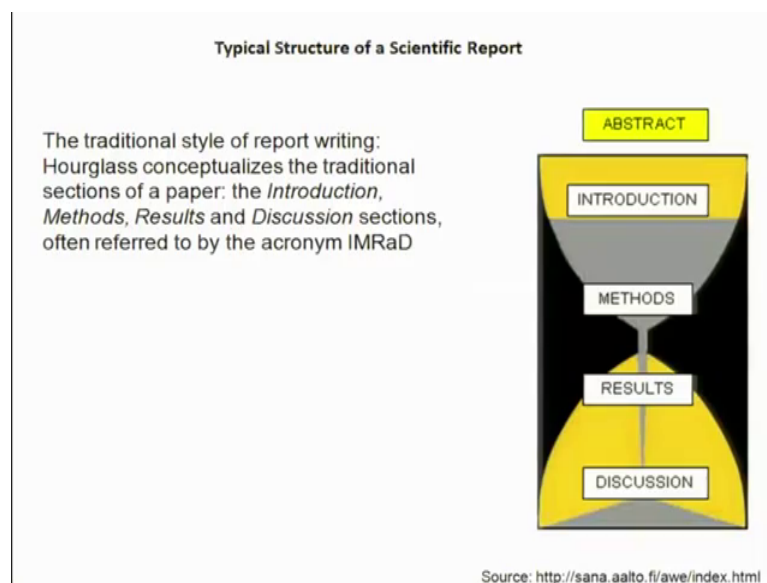 Typical Structure of a Scientific Report
The traditional style of report writing:
Hourglass conceptualizes the traditional
sections of a paper: the Introduction,
Methods, Results and Discussion sections,
often referred to by the acronym IMRaD
ABSTRACT
INTRODUCTION
METHODS
RESULTS
DISCUSSION
Source: http://sana.aalto.fi/awe/index.html